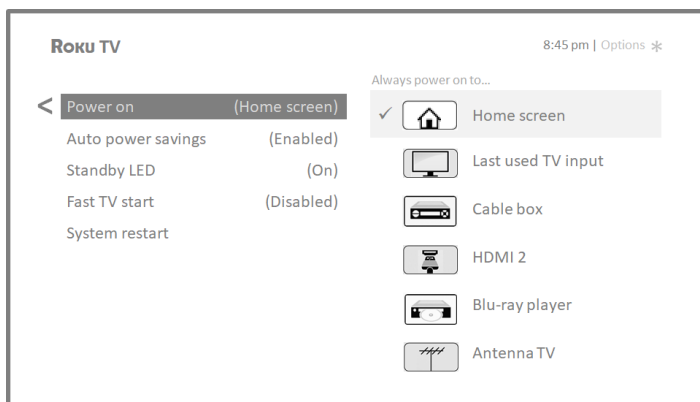 ROKU TV
8:45 pm | Options ✼
Always power on to...
< Power on (Home screen)
Auto power savings (Enabled)
Standby LED (On)
Fast TV start (Disabled)
System restart
✓ Home screen
Last used TV input
Cable box
HDMI 2
Blu-ray player
Antenna TV